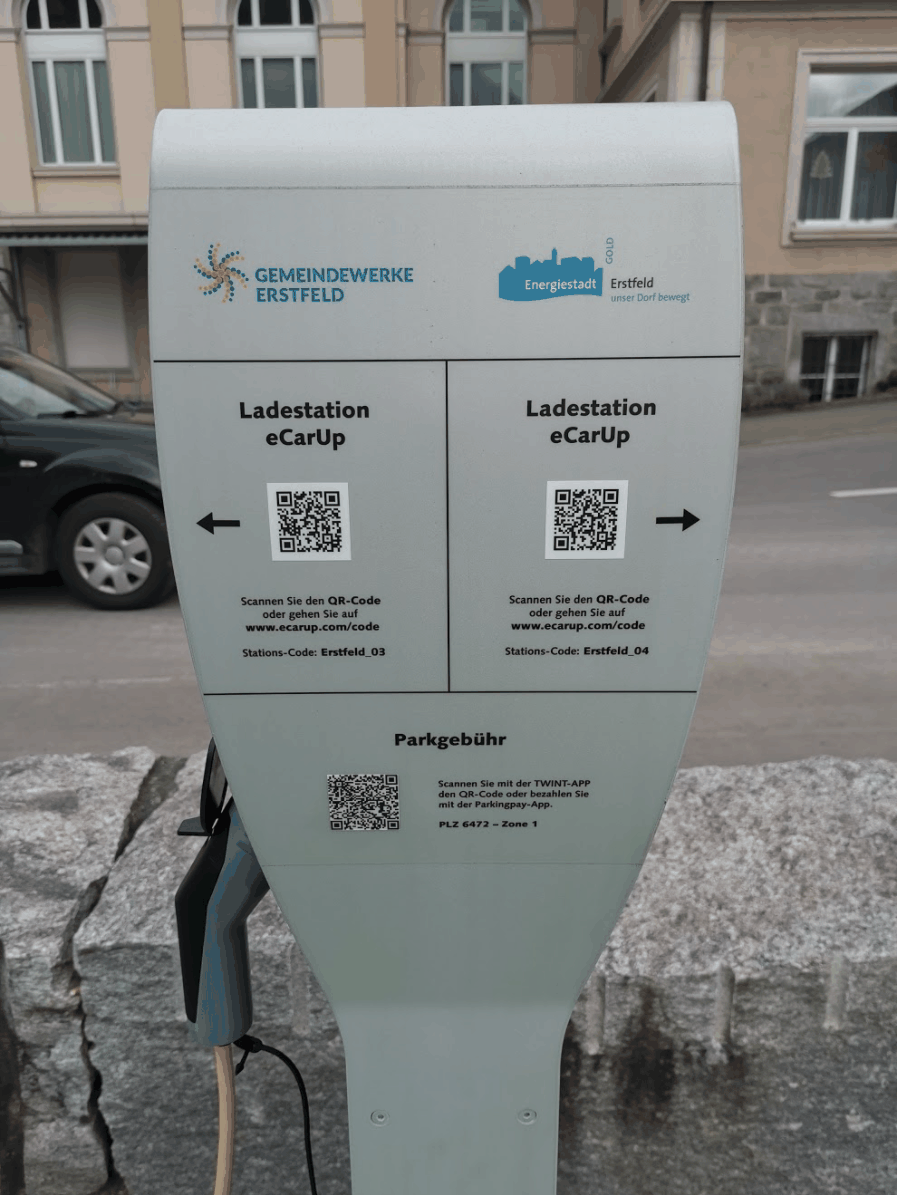 GEMEINDEWERKE
ERSTFELD
GOLD
Energiestadt
Erstfeld
unser Dorf bewegt
Ladestation
eCarUp
Scannen Sie den QR-Code
oder gehen Sie auf
www.ecarup.com/code
Stations-Code: Erstfeld_03
Ladestation
eCarUp
Scannen Sie den QR-Code
oder gehen Sie auf
www.ecarup.com/code
Stations-Code: Erstfeld_04
Parkgebühr
Scannen Sie mit der TWINT-APP
den QR-Code oder bezahlen Sie
mit der Parkingpay-App.
PLZ 6472 – Zone 1